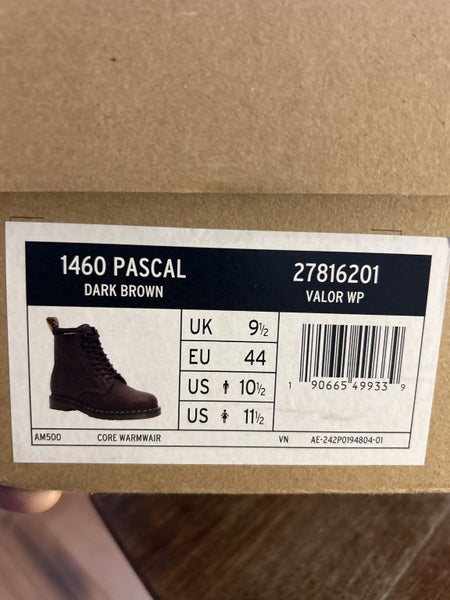 1460 PASCAL
DARK BROWN
27816201
VALOR WP
UK 9½
EU 44
US 10½
US 11½
1 90665 49933 9
AM500 CORE WARMWAIR VN AE-242P0194804-01